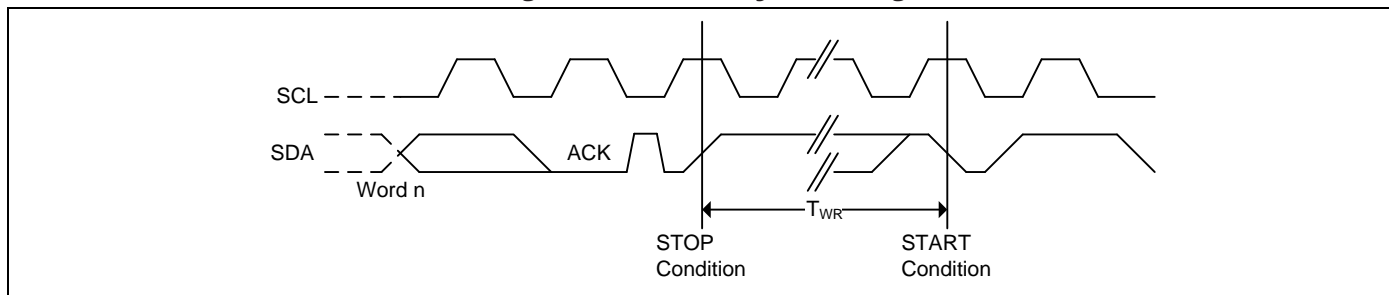 SCL
SDA
ACK
Word n
TWR
STOP
Condition
START
Condition